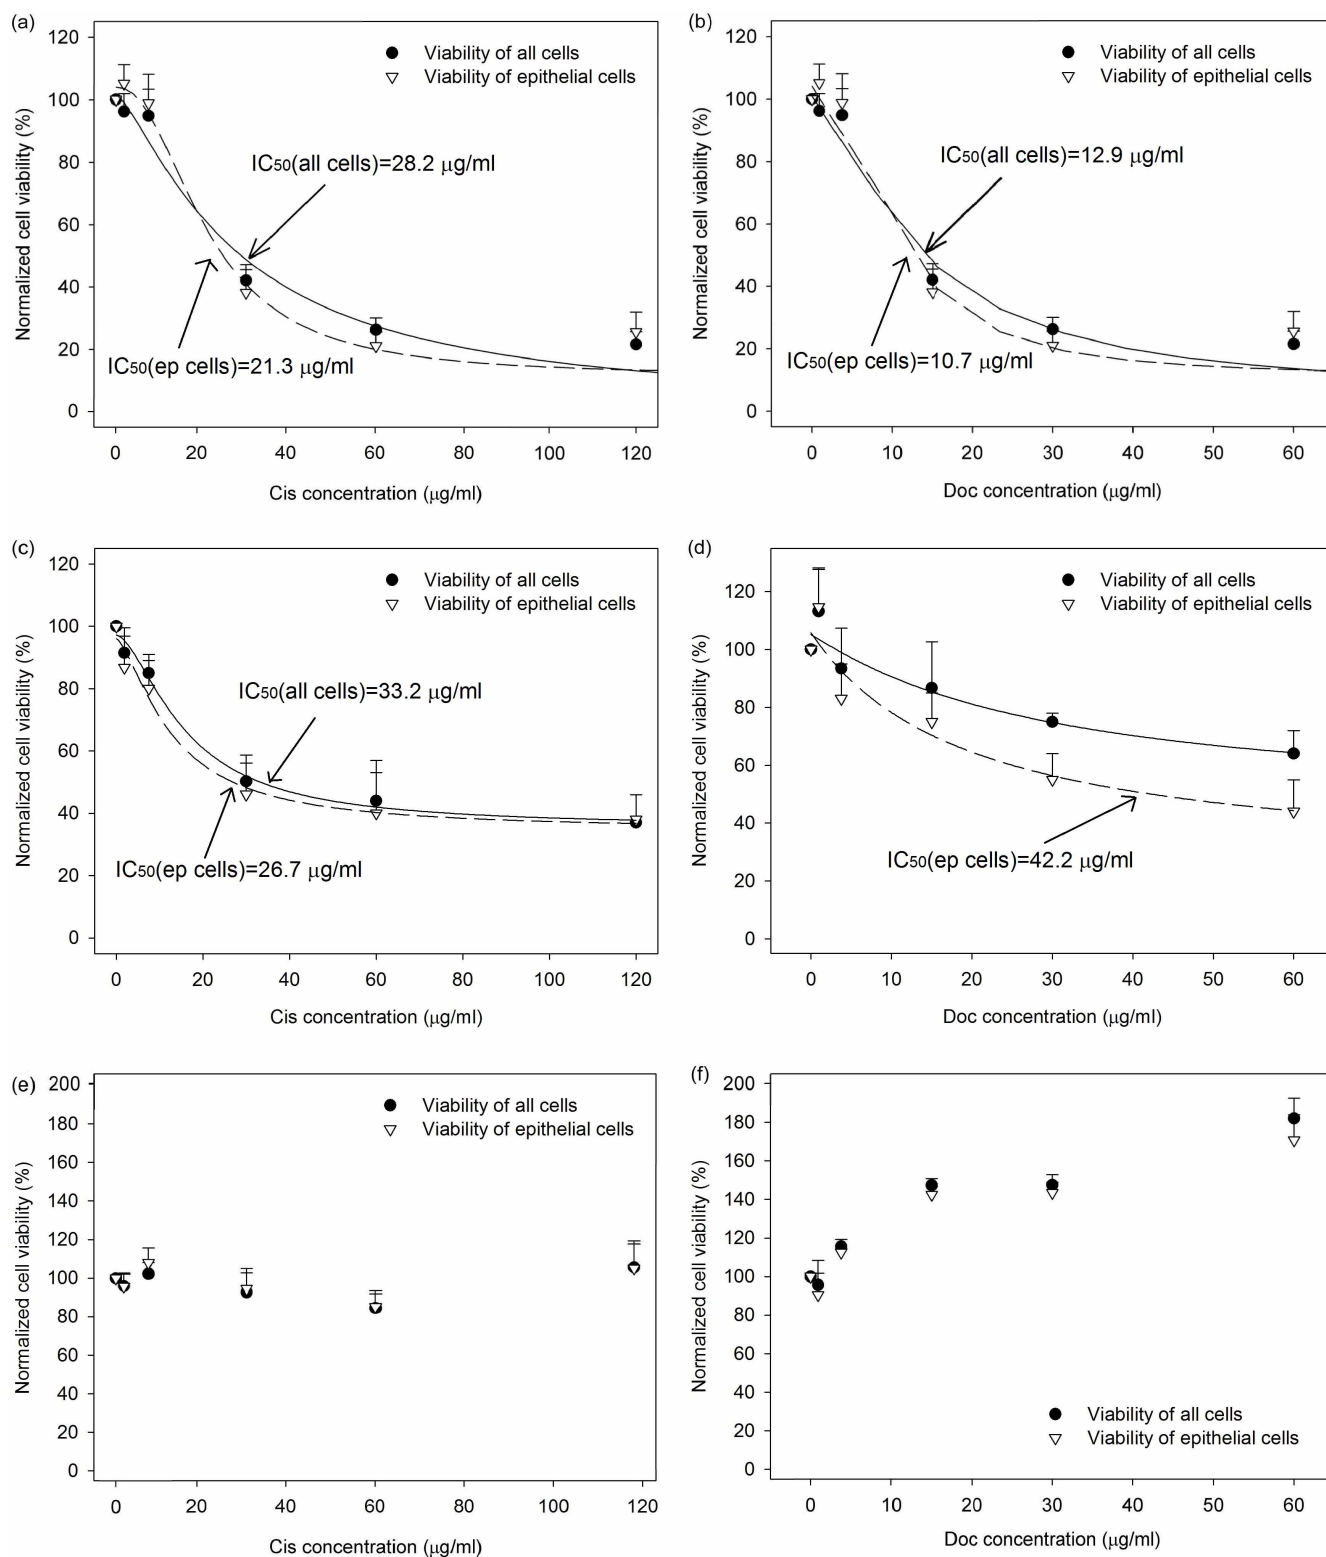 (a)
120
100
80
60
40
20
0
Normalized cell viability (%)
Viability of all cells
Viability of epithelial cells
IC50(all cells)=28.2 μg/ml
IC50(ep cells)=21.3 μg/ml
0 20 40 60 80 100 120
Cis concentration (μg/ml)
(b)
120
100
80
60
40
20
0
Normalized cell viability (%)
Viability of all cells
Viability of epithelial cells
IC50(all cells)=12.9 μg/ml
IC50(ep cells)=10.7 μg/ml
0 10 20 30 40 50 60
Doc concentration (μg/ml)
(c)
120
100
80
60
40
20
0
Normalized cell viability (%)
Viability of all cells
Viability of epithelial cells
IC50(all cells)=33.2 μg/ml
IC50(ep cells)=26.7 μg/ml
0 20 40 60 80 100 120
Cis concentration (μg/ml)
(d)
120
100
80
60
40
20
0
Normalized cell viability (%)
Viability of all cells
Viability of epithelial cells
IC50(ep cells)=42.2 μg/ml
0 10 20 30 40 50 60
Doc concentration (μg/ml)
(e)
200
180
160
140
120
100
80
60
40
20
0
Normalized cell viability (%)
Viability of all cells
Viability of epithelial cells
0 20 40 60 80 100 120
Cis concentration (μg/ml)
(f)
200
180
160
140
120
100
80
60
40
20
0
Normalized cell viability (%)
Viability of all cells
Viability of epithelial cells
0 10 20 30 40 50 60
Doc concentration (μg/ml)